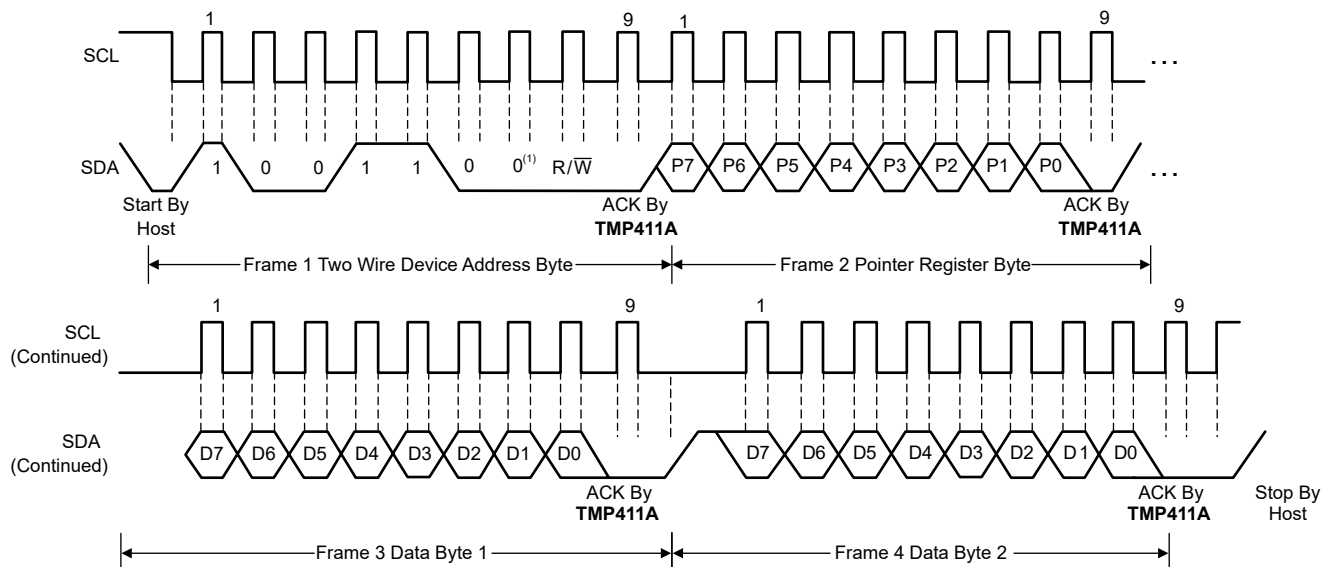 1 9 1 9
SCL
...
SDA 1 0 0 1 1 0 0(1) R/W̅ P7 P6 P5 P4 P3 P2 P1 P0 ...
Start By ACK By ACK By
Host TMP411A TMP411A
Frame 1 Two Wire Device Address Byte Frame 2 Pointer Register Byte
1 9 1 9
SCL
(Continued)
SDA D7 D6 D5 D4 D3 D2 D1 D0 D7 D6 D5 D4 D3 D2 D1 D0
(Continued)
ACK By ACK By Stop By
TMP411A TMP411A Host
Frame 3 Data Byte 1 Frame 4 Data Byte 2